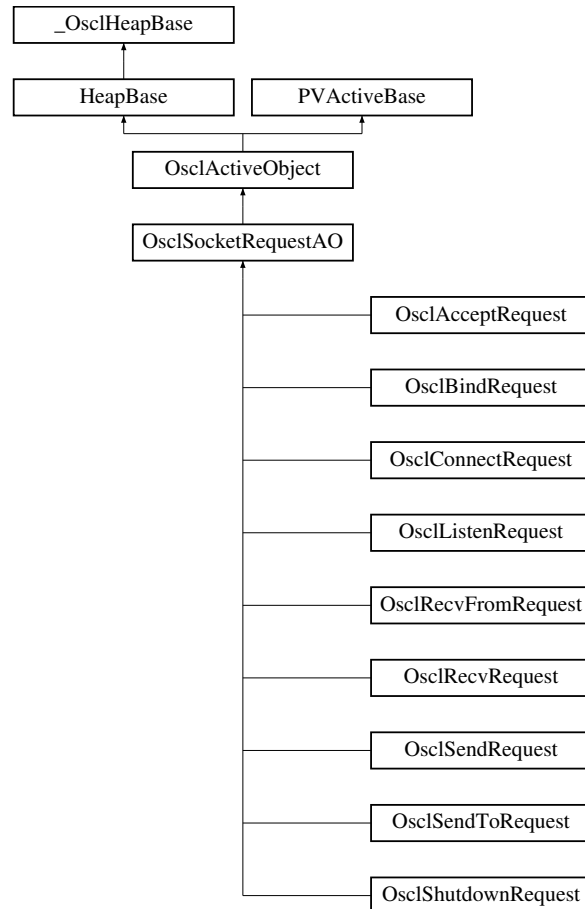 _OsclHeapBase
HeapBase
PVActiveBase
OsclActiveObject
OsclSocketRequestAO
OsclAcceptRequest
OsclBindRequest
OsclConnectRequest
OsclListenRequest
OsclRecvFromRequest
OsclRecvRequest
OsclSendRequest
OsclSendToRequest
OsclShutdownRequest